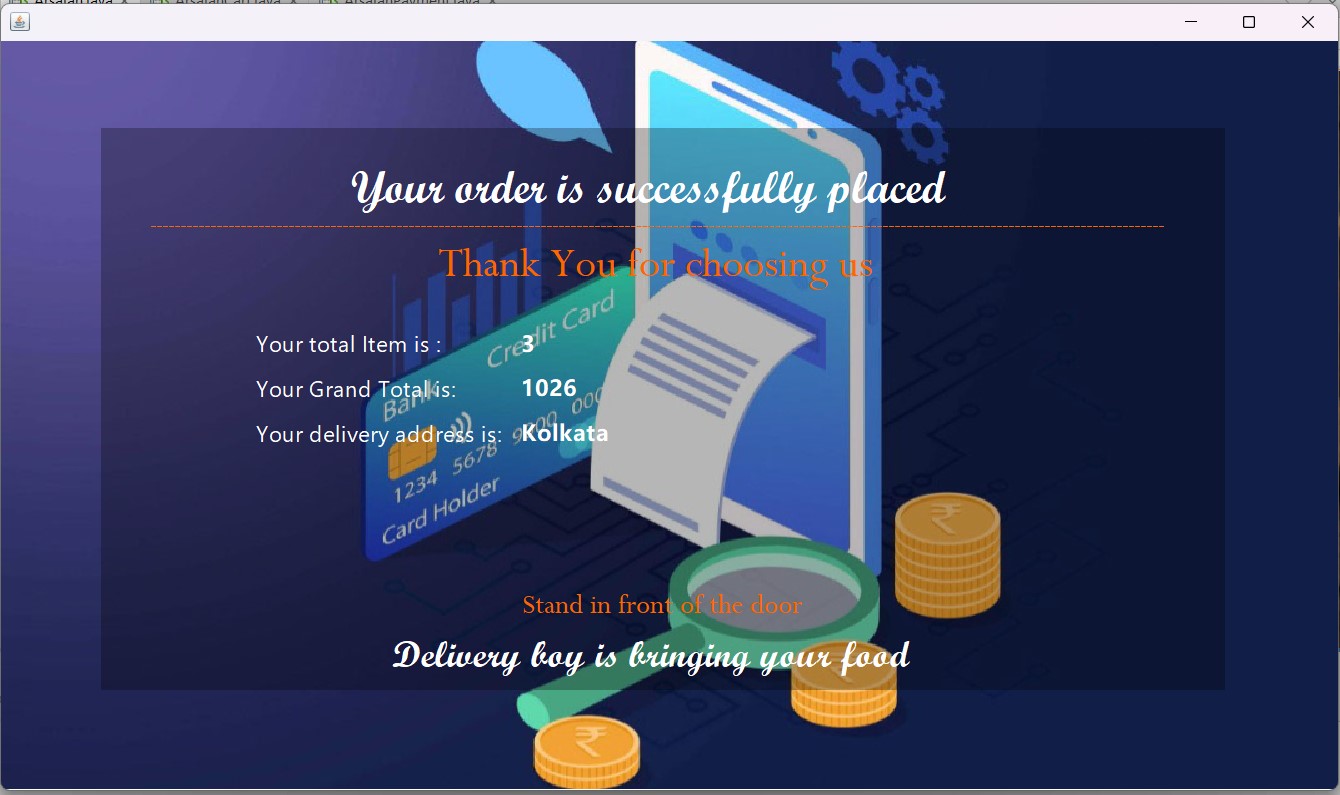 Your order is successfully placed
Thank You for choosing us
Credit Card
Your total Item is : 3
Bank
Your Grand Total is: 1026
Your delivery address is: Kolkata
1234 5678 9000 000
Card Holder
Stand in front of the door
Delivery boy is bringing your food